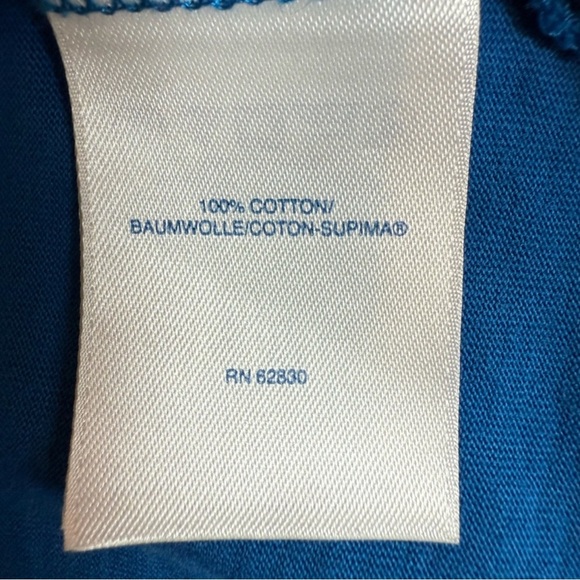 100% COTTON/
BAUMWOLLE/COTON-SUPIMA®
RN 62830